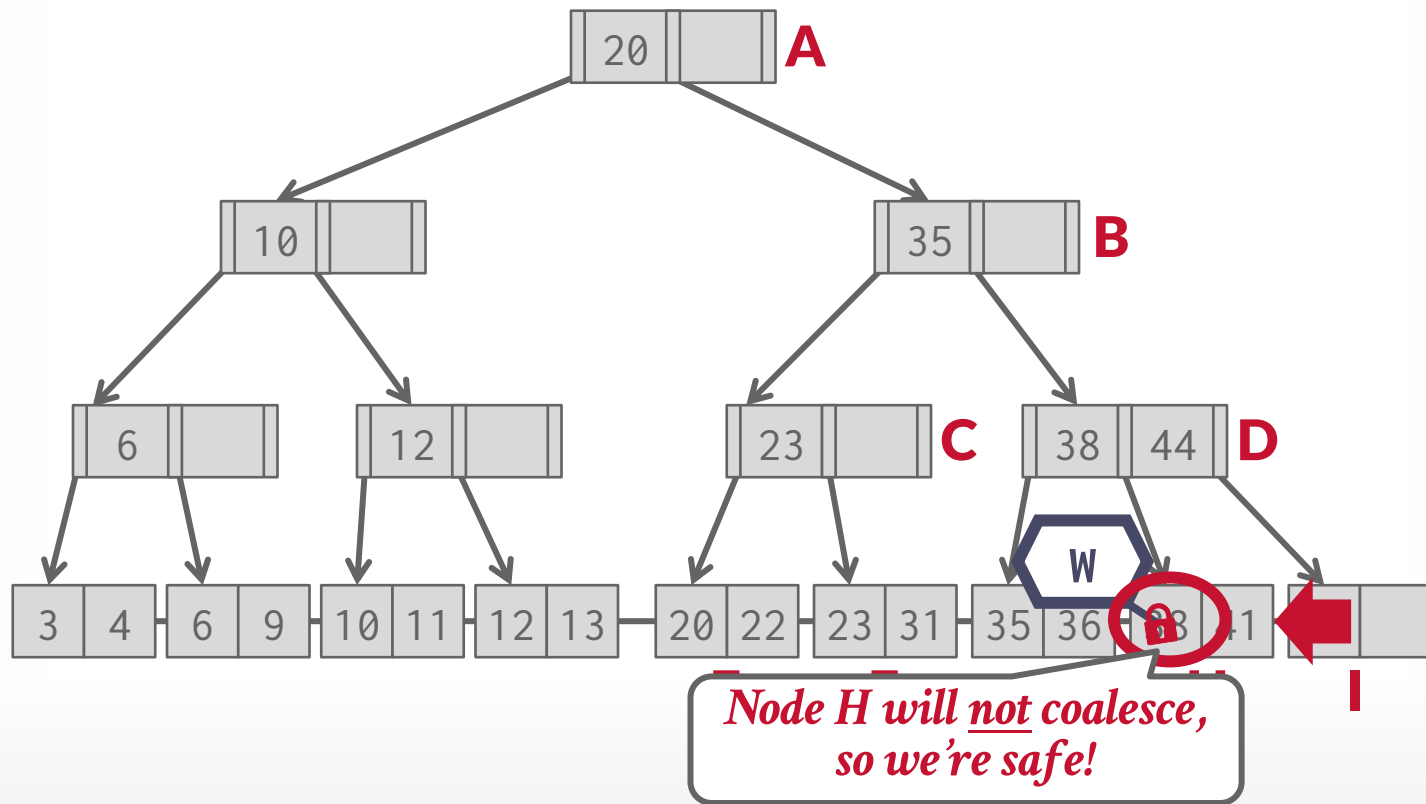 20 A
10 35 B
6 12 23 C 38 44 D
W
3 4 6 9 10 11 12 13 20 22 23 31 35 36 41
I
Node H will not coalesce,
so we're safe!